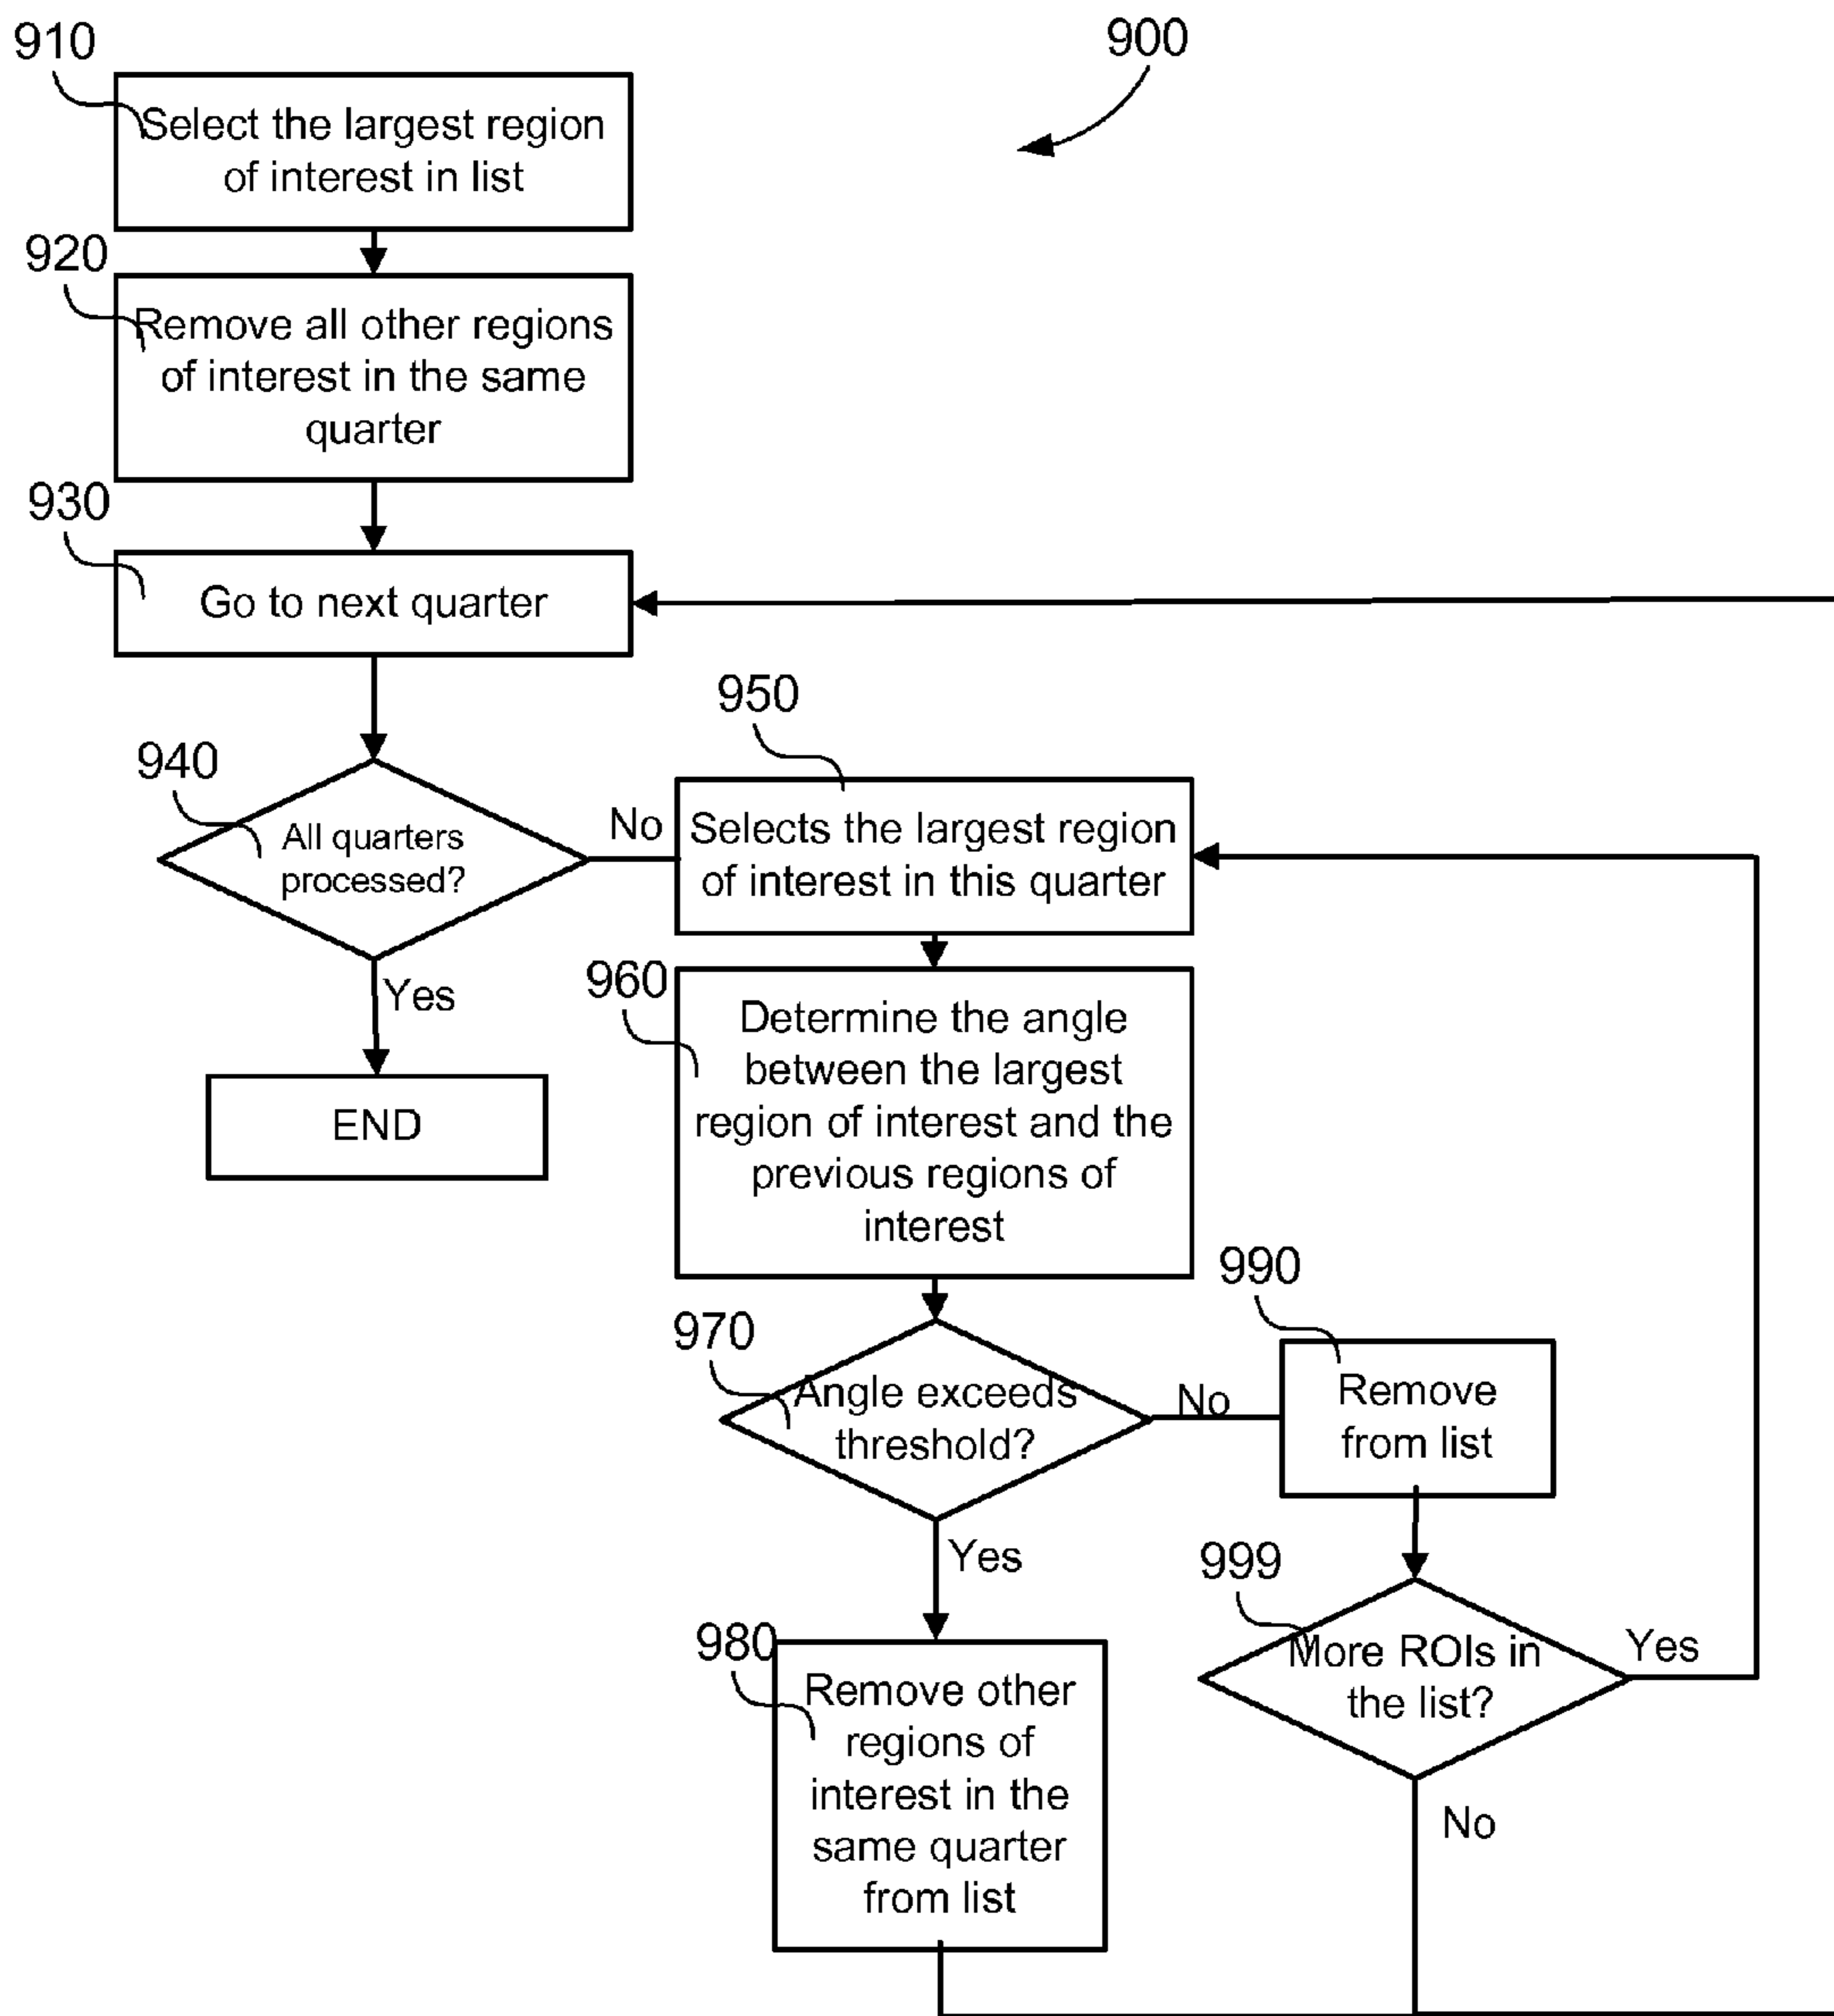 900
910
Select the largest region
of interest in list
920
Remove all other regions
of interest in the same
quarter
930
Go to next quarter
940
All quarters
processed?
No
Yes
END
950
Selects the largest region
of interest in this quarter
960
Determine the angle
between the largest
region of interest and the
previous regions of
interest
970
Angle exceeds
threshold?
No
Yes
990
Remove
from list
999
More ROIs in
the list?
Yes
No
980
Remove other
regions of
interest in the
same quarter
from list